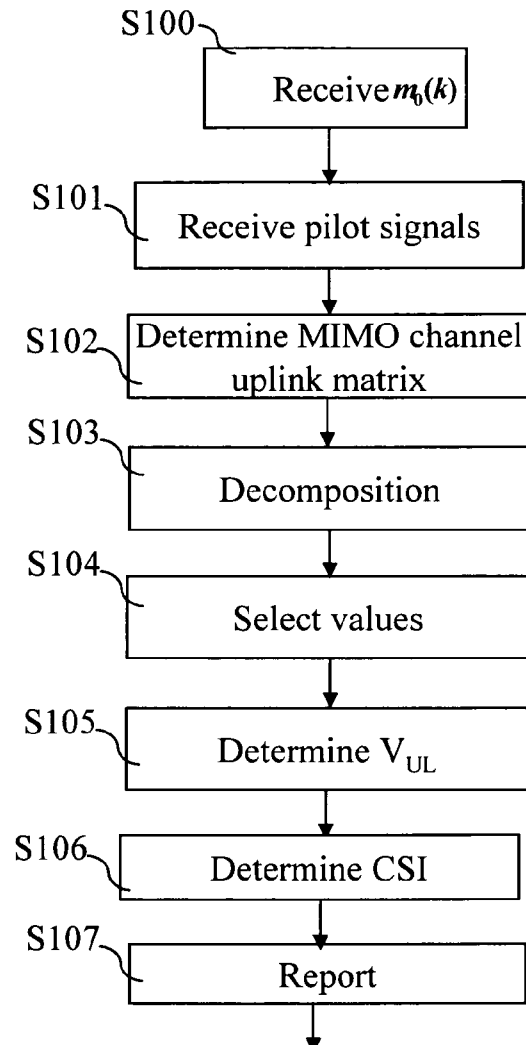 S100
Receive m₀(k)
S101
Receive pilot signals
S102
Determine MIMO channel
uplink matrix
S103
Decomposition
S104
Select values
S105
Determine V_UL
S106
Determine CSI
S107
Report